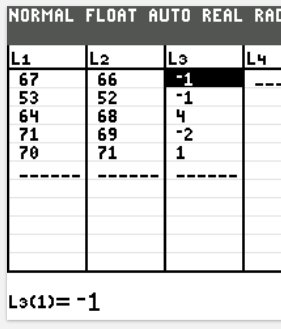 NORMAL FLOAT AUTO REAL RAD
L1 L2 L3 L4
67 66 -1 ---
53 52 -1
64 68 4
71 69 -2
70 71 1
------ ------ ------
L3(1)= -1